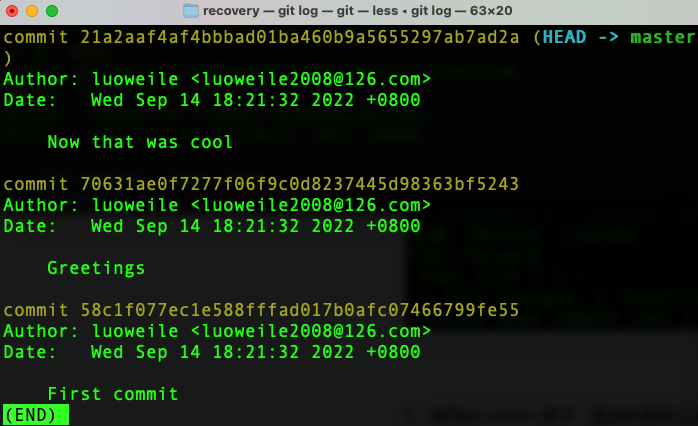 recovery — git log — git — less ◂ git log — 63×20
commit 21a2aaf4af4bbbad01ba460b9a5655297ab7ad2a (HEAD -> master
)
Author: luoweile <luoweile2008@126.com>
Date:   Wed Sep 14 18:21:32 2022 +0800
Now that was cool
commit 70631ae0f7277f06f9c0d8237445d98363bf5243
Author: luoweile <luoweile2008@126.com>
Date:   Wed Sep 14 18:21:32 2022 +0800
Greetings
commit 58c1f077ec1e588fffad017b0afc07466799fe55
Author: luoweile <luoweile2008@126.com>
Date:   Wed Sep 14 18:21:32 2022 +0800
First commit
(END)